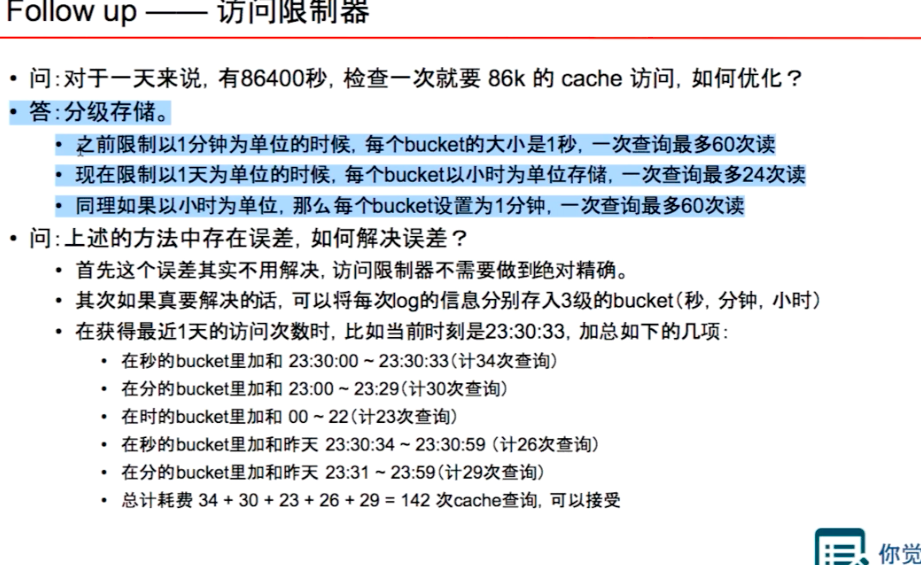 Follow up —— 访问限制器
• 问:对于一天来说, 有86400秒, 检查一次就要 86k 的 cache 访问, 如何优化?
• 答:分级存储。
• 之前限制以1分钟为单位的时候, 每个bucket的大小是1秒, 一次查询最多60次读
• 现在限制以1天为单位的时候, 每个bucket以小时为单位存储, 一次查询最多24次读
• 同理如果以小时为单位, 那么每个bucket设置为1分钟, 一次查询最多60次读
• 问:上述的方法中存在误差, 如何解决误差?
• 首先这个误差其实不用解决, 访问限制器不需要做到绝对精确。
• 其次如果真要解决的话, 可以将每次log的信息分别存入3级的bucket(秒, 分钟, 小时)
• 在获得最近1天的访问次数时, 比如当前时刻是23:30:33, 加总如下的几项:
• 在秒的bucket里加和 23:30:00 ~ 23:30:33(计34次查询)
• 在分的bucket里加和 23:00 ~ 23:29(计30次查询)
• 在时的bucket里加和 00 ~ 22(计23次查询)
• 在秒的bucket里加和昨天 23:30:34 ~ 23:30:59 (计26次查询)
• 在分的bucket里加和昨天 23:31 ~ 23:59(计29次查询)
• 总计耗费 34 + 30 + 23 + 26 + 29 = 142 次cache查询, 可以接受
你觉